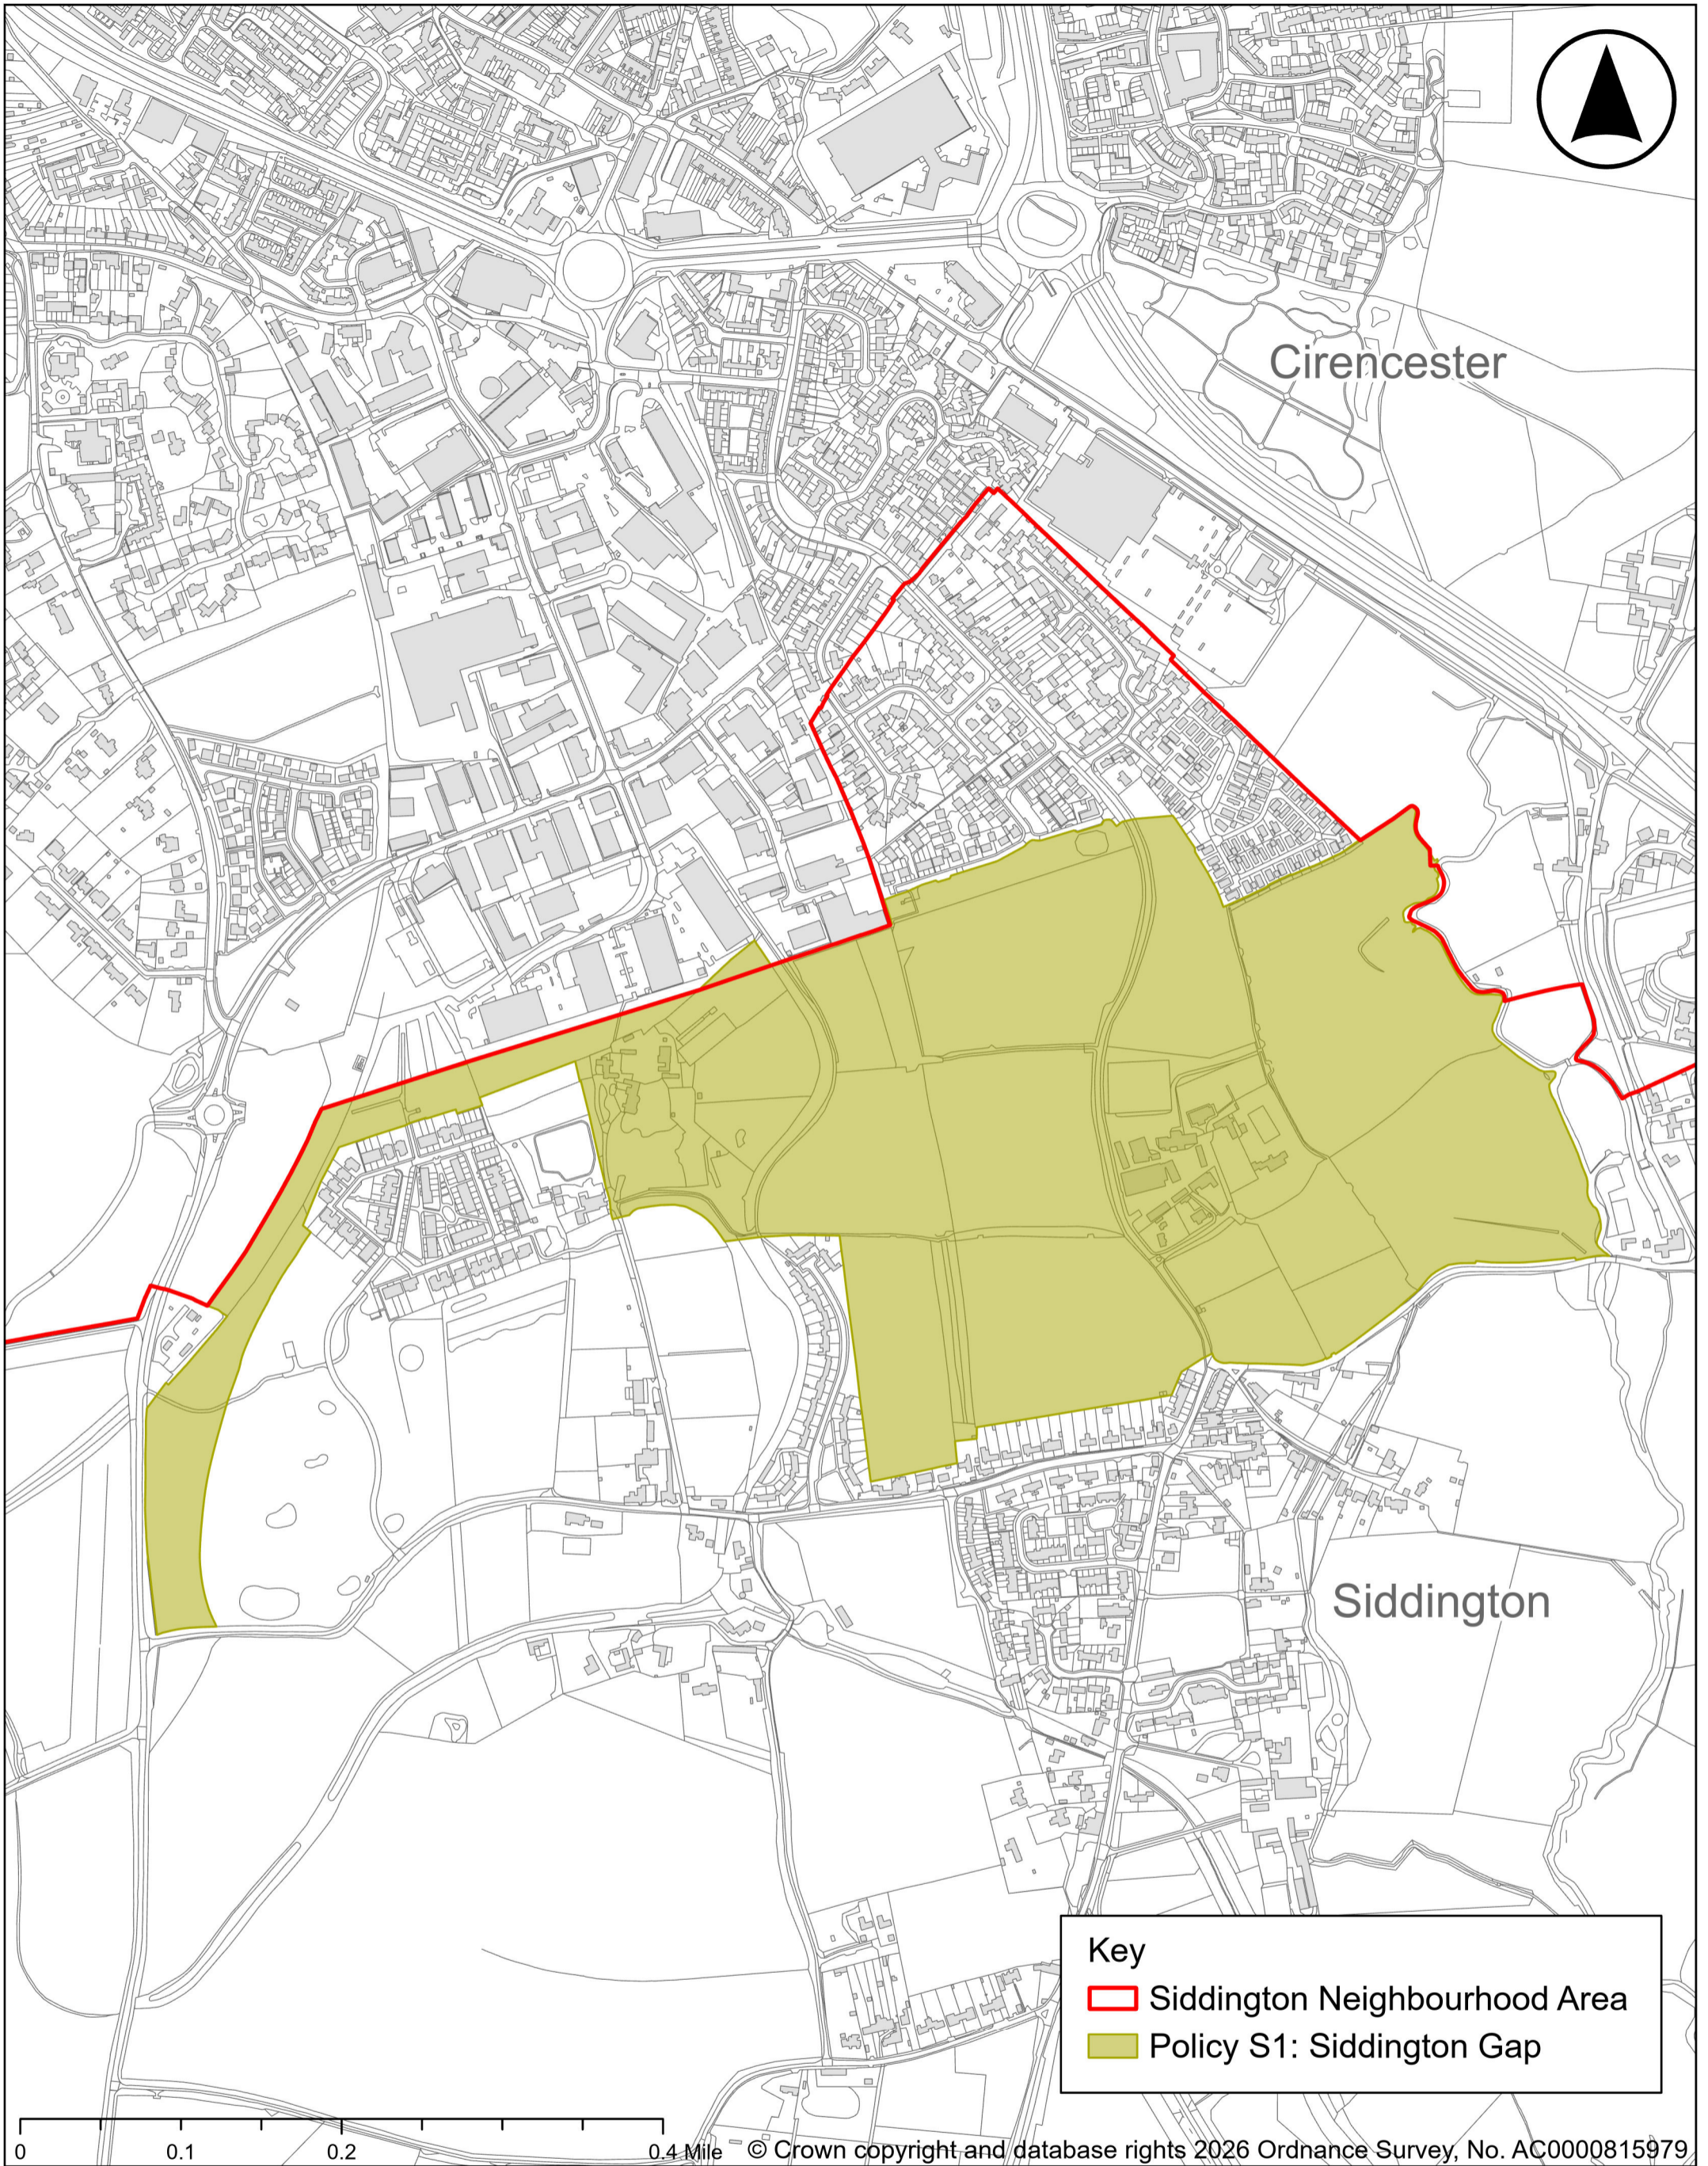 Cirencester
Siddington
Key
Siddington Neighbourhood Area
Policy S1: Siddington Gap
0 0.1 0.2 0.4 Mile
© Crown copyright and database rights 2026 Ordnance Survey, No. AC0000815979